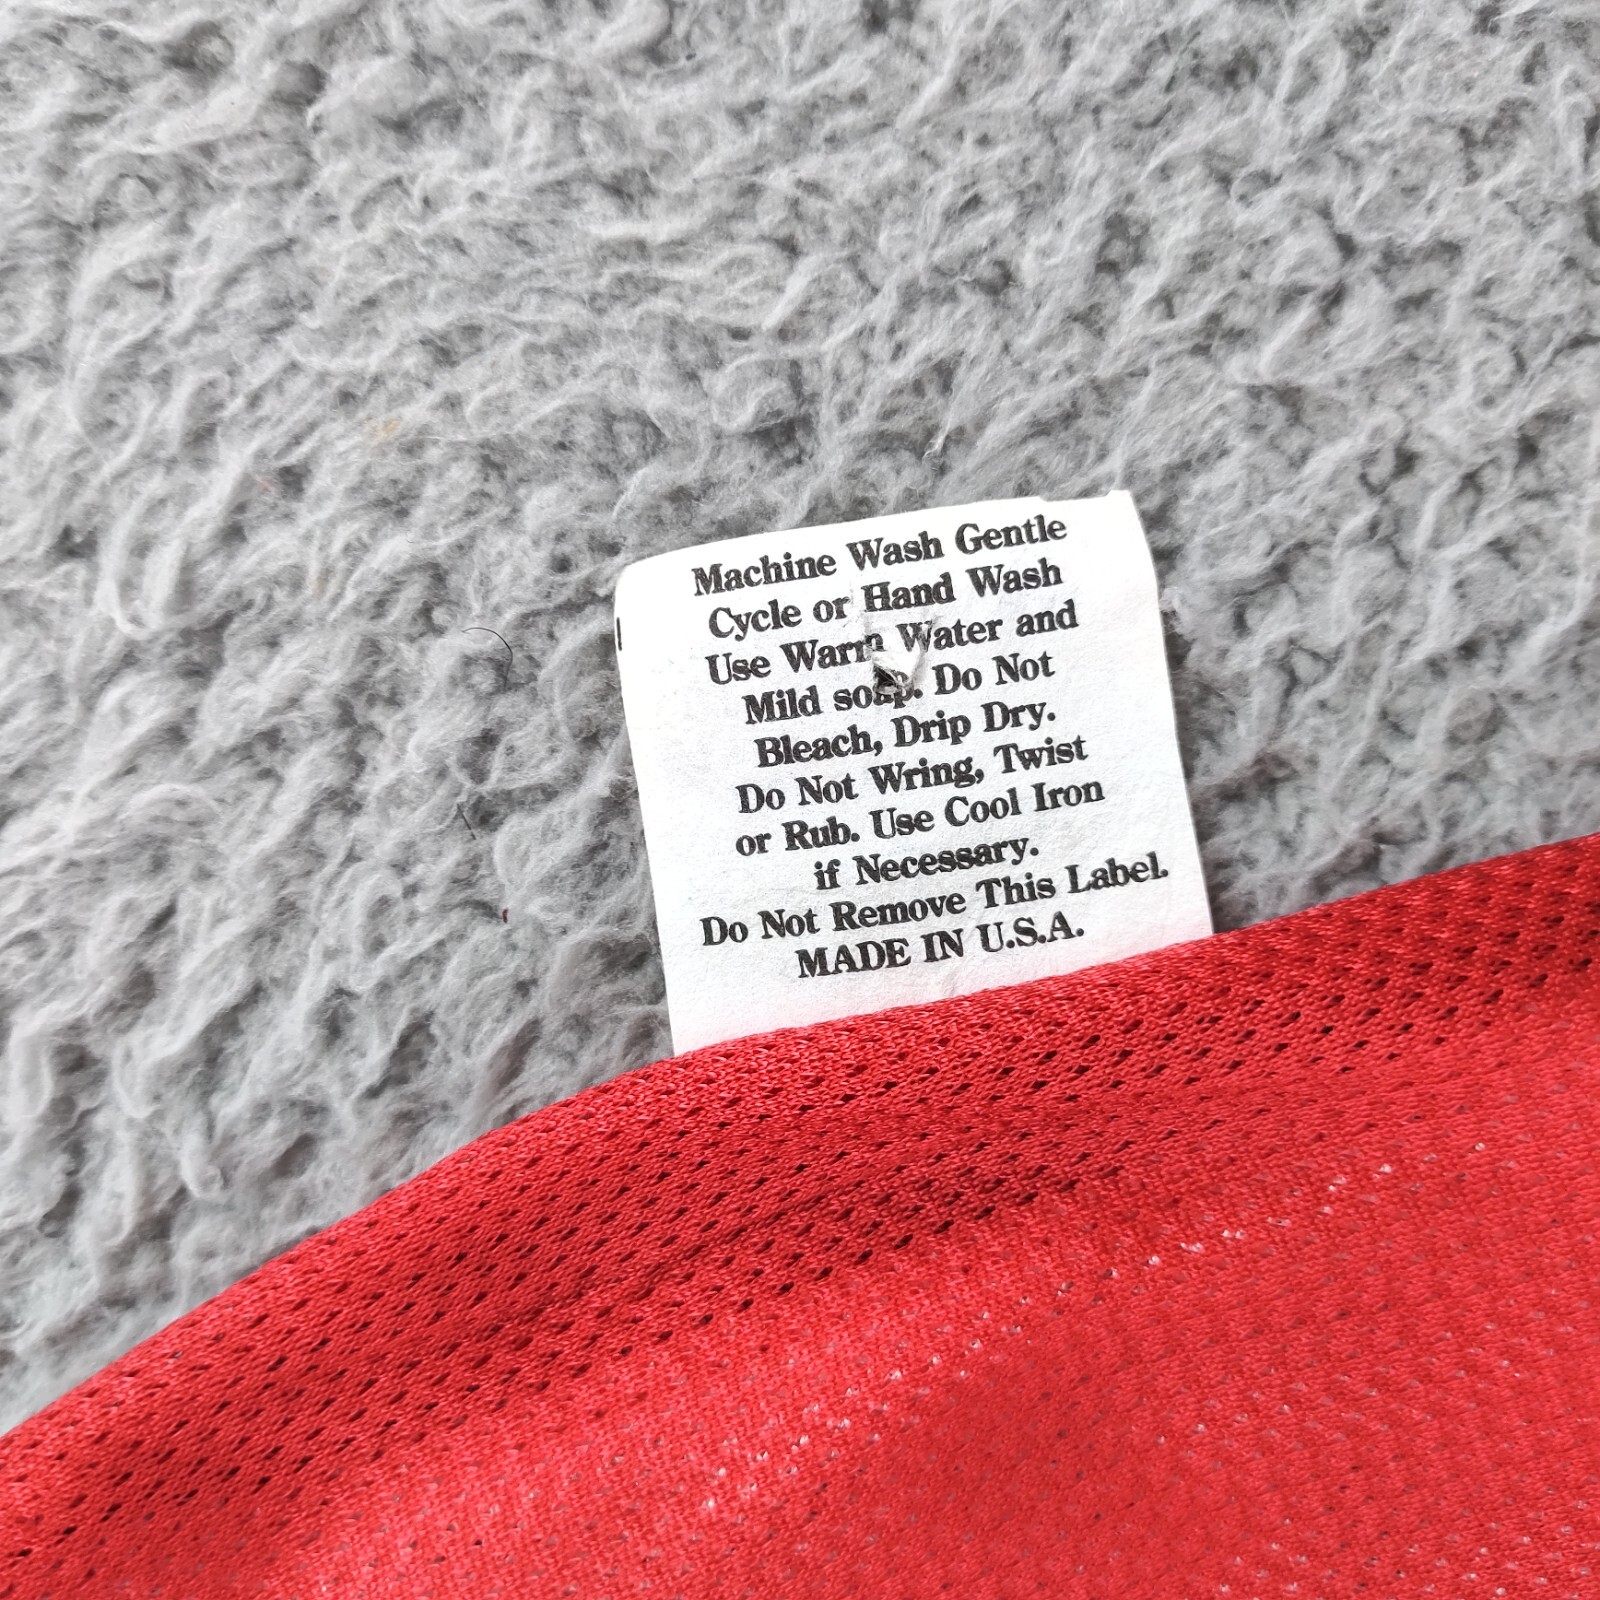 Machine Wash Gentle
Cycle or Hand Wash
Use Warm Water and
Mild soap. Do Not
Bleach, Drip Dry.
Do Not Wring, Twist
or Rub. Use Cool Iron
if Necessary.
Do Not Remove This Label.
MADE IN U.S.A.